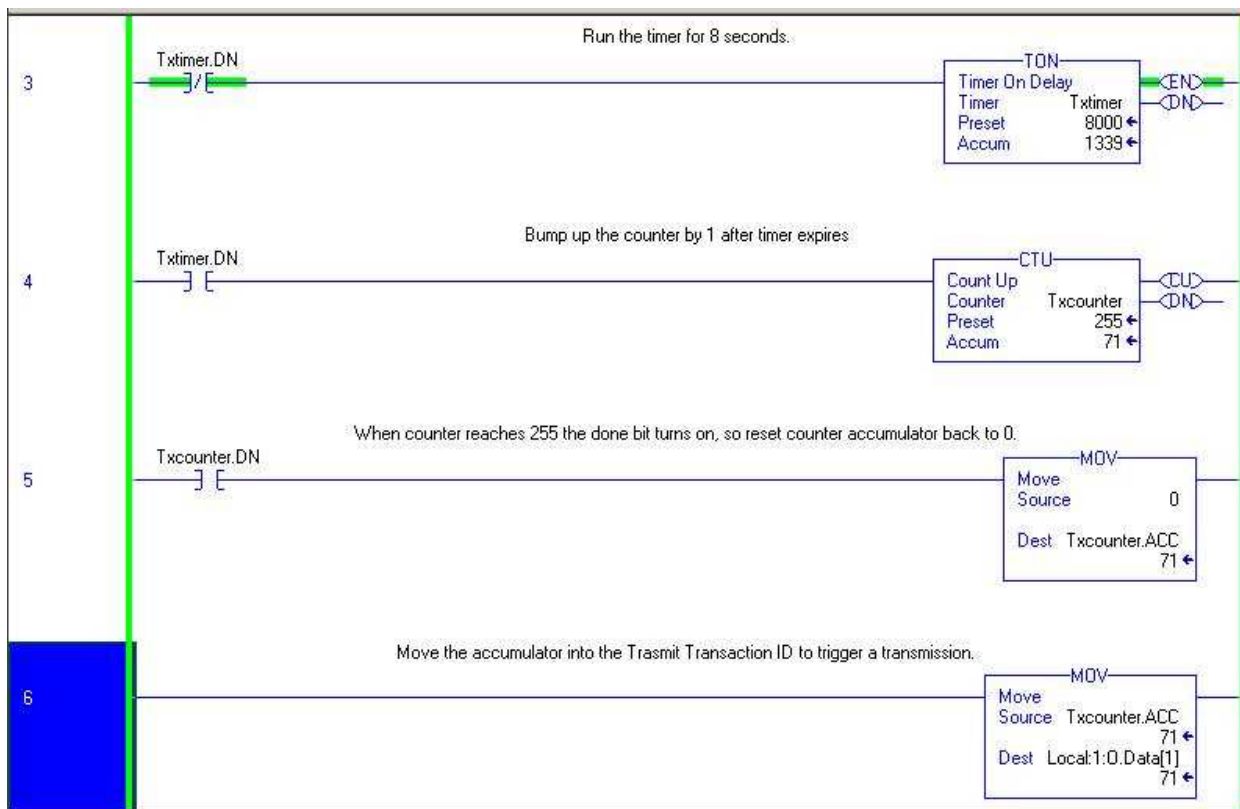 Run the timer for 8 seconds.
3
Txtimer.DN
TON
Timer On Delay
Timer Txtimer
Preset 8000
Accum 1339
EN
DN
Bump up the counter by 1 after timer expires
4
Txtimer.DN
CTU
Count Up
Counter Txcounter
Preset 255
Accum 71
CU
DN
When counter reaches 255 the done bit turns on, so reset counter accumulator back to 0.
5
Txcounter.DN
MOV
Move
Source 0
Dest Txcounter.ACC
71
Move the accumulator into the Trasmit Transaction ID to trigger a transmission.
6
MOV
Move
Source Txcounter.ACC
71
Dest Local:1:O.Data[1]
71